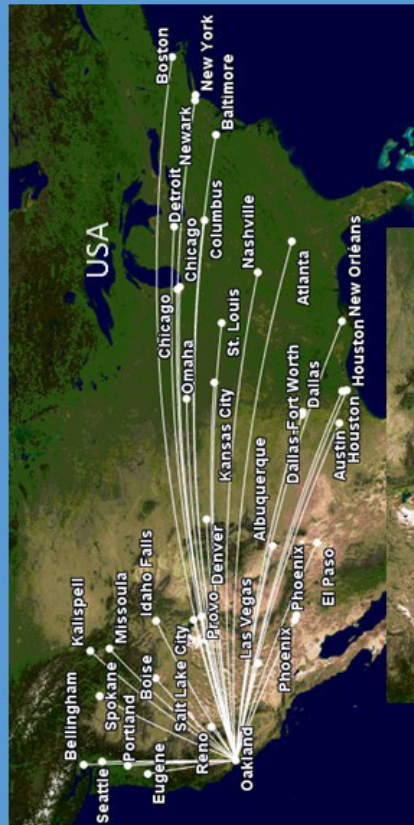 USA
Bellingham
Seattle
Kalispell
Spokane
Missoula
Portland
Eugene
Boise
Idaho Falls
Reno
Salt Lake City
Provo
Oakland
Denver
Omaha
Chicago
Chicago
Detroit
Boston
Newark
New York
Baltimore
Columbus
Kansas City
St. Louis
Nashville
Atlanta
Las Vegas
Albuquerque
Phoenix
Phoenix
El Paso
Dallas-Fort Worth
Dallas
Austin
Houston
Houston
New Orléans